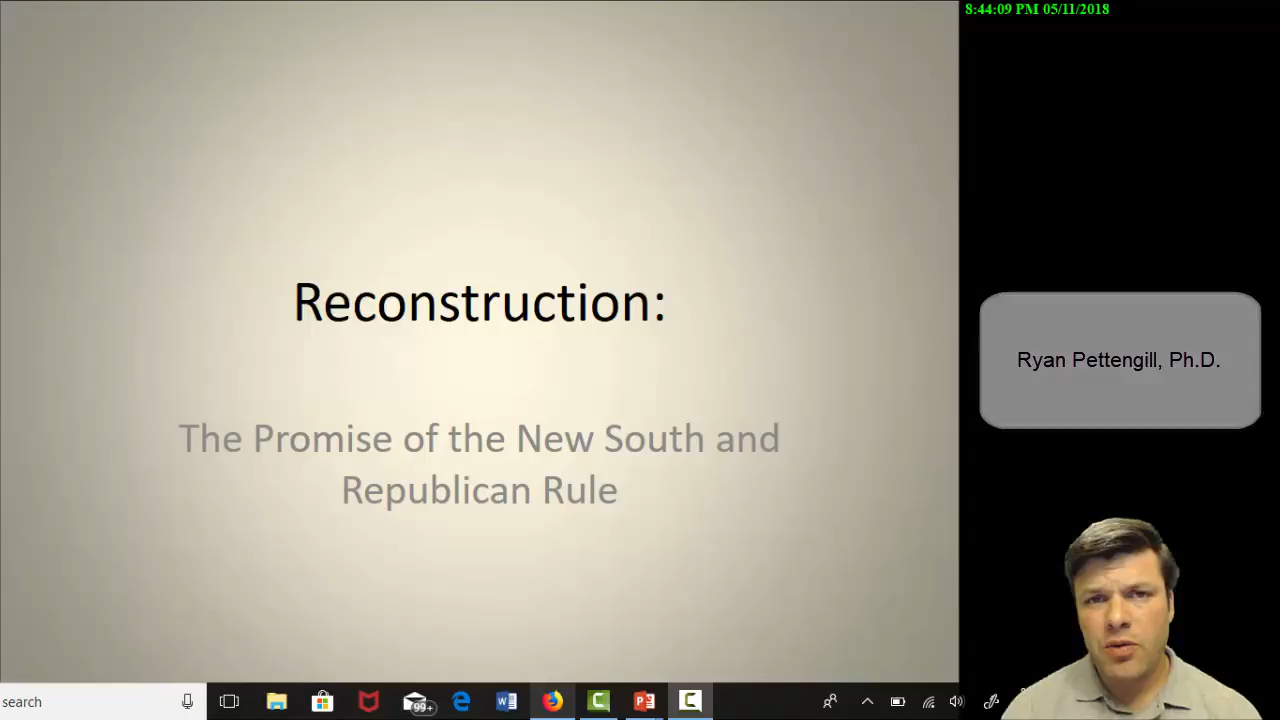 8:44:09 PM 05/11/2018
Reconstruction:
Ryan Pettengill, Ph.D.
The Promise of the New South and
Republican Rule
search
99+